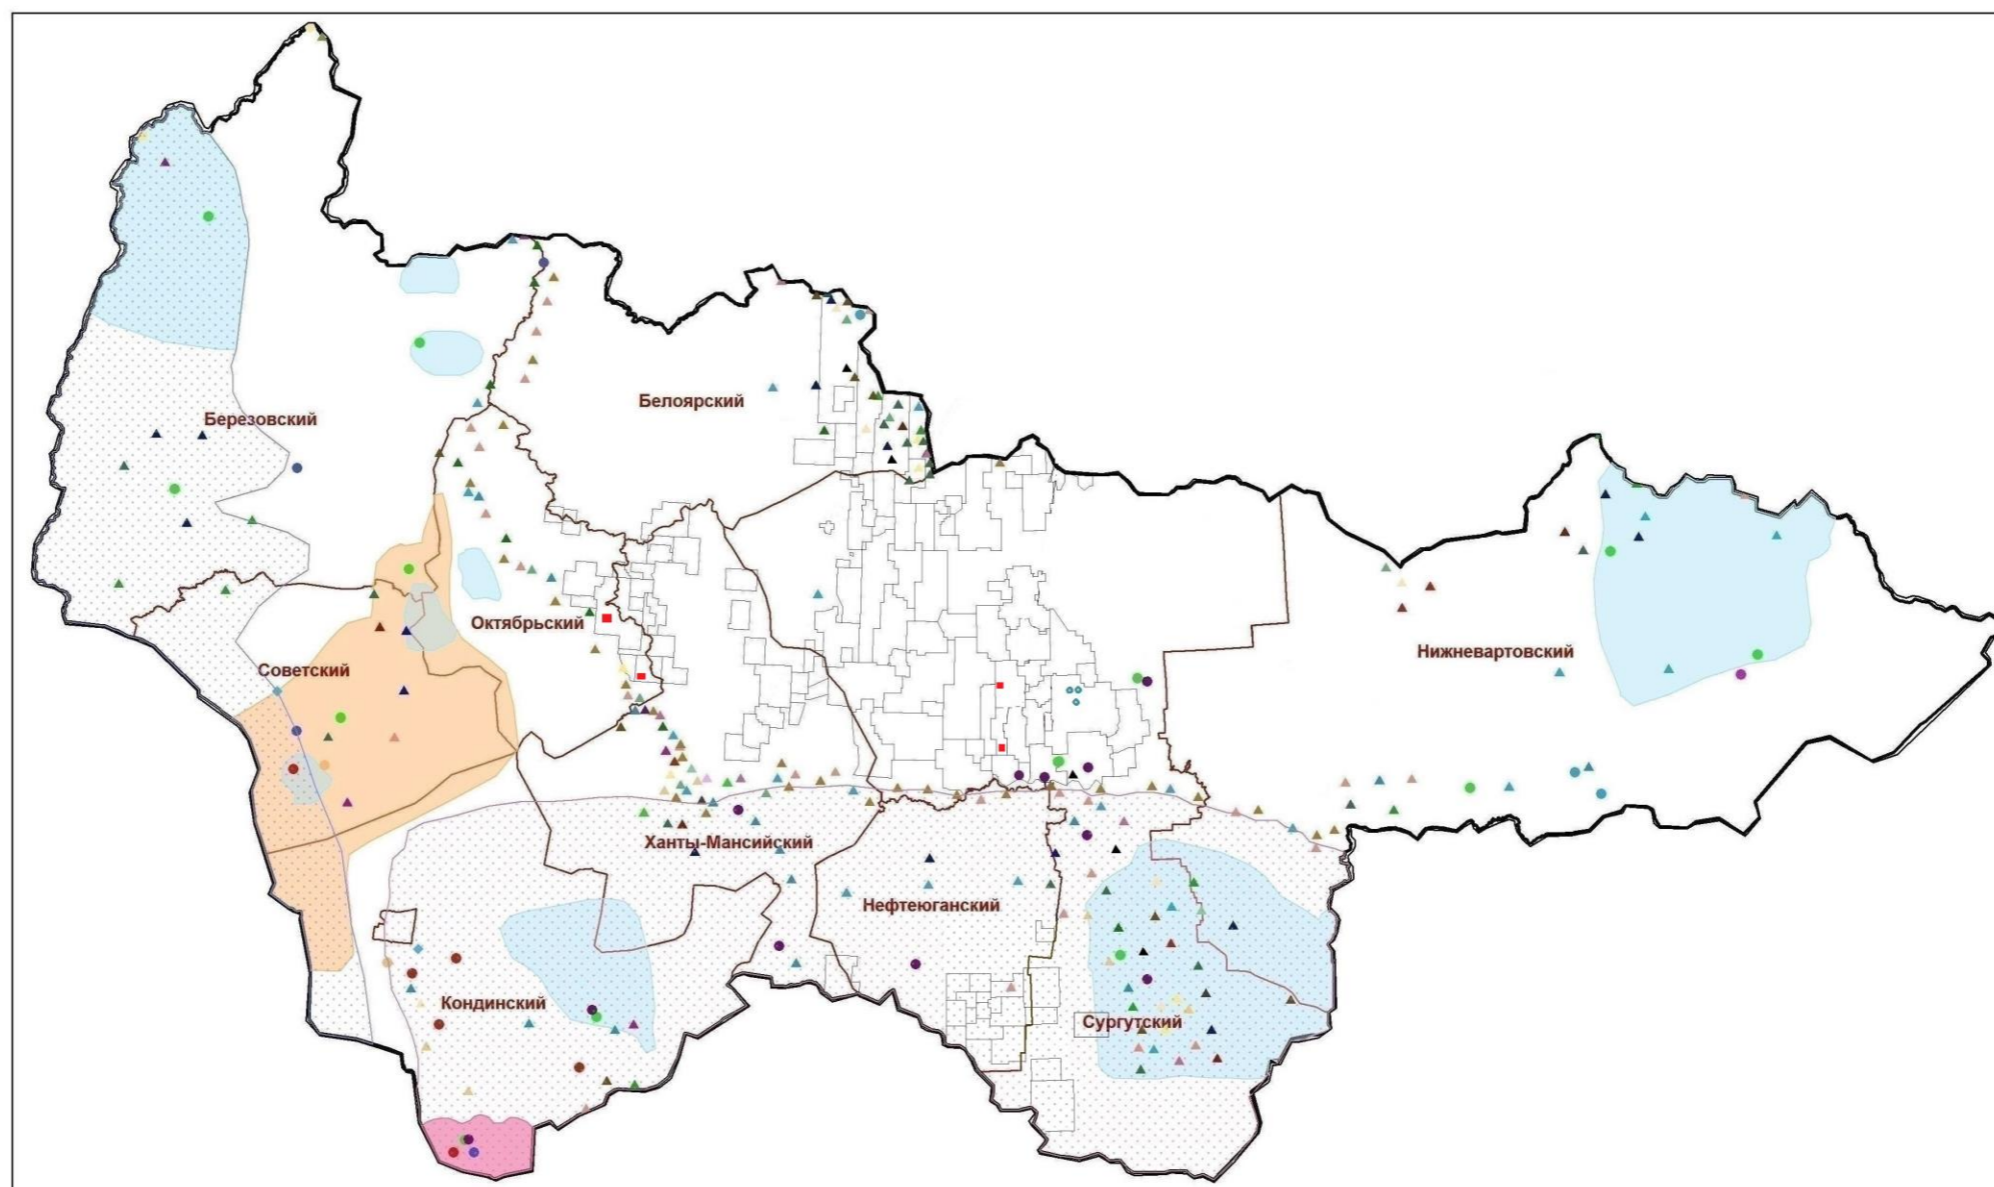 Белоярский
Березовский
Октябрьский
Нижневартовский
Советский
Ханты-Мансийский
Нефтеюганский
Кондинский
Сургутский